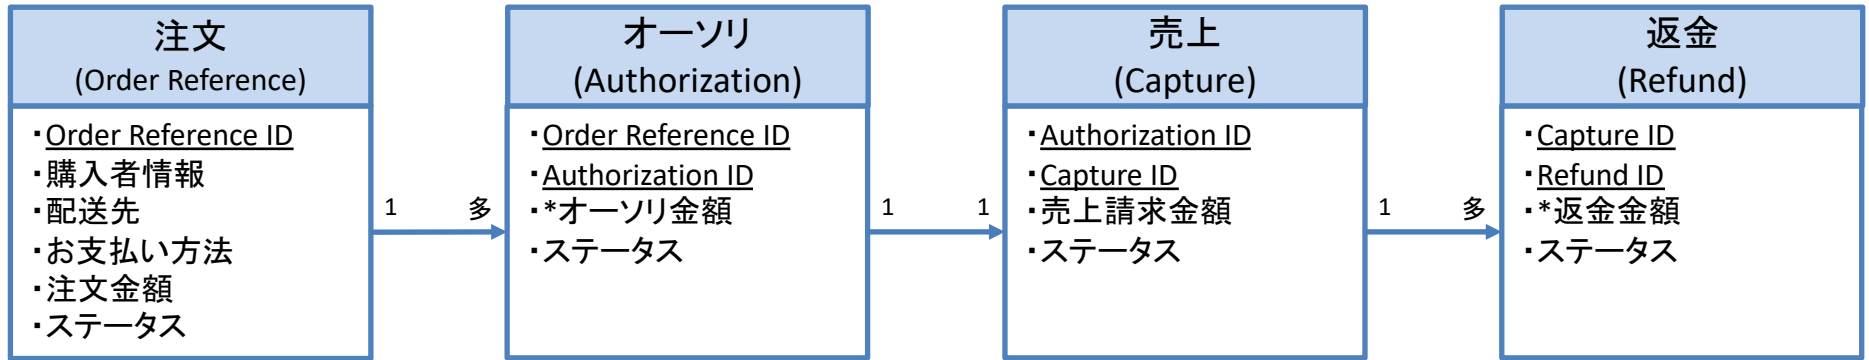 注文
(Order Reference)
・Order Reference ID
・購入者情報
・配送先
・お支払い方法
・注文金額
・ステータス
1 多
オーソリ
(Authorization)
・Order Reference ID
・Authorization ID
・*オーソリ金額
・ステータス
1 1
売上
(Capture)
・Authorization ID
・Capture ID
・売上請求金額
・ステータス
1 多
返金
(Refund)
・Capture ID
・Refund ID
・*返金金額
・ステータス